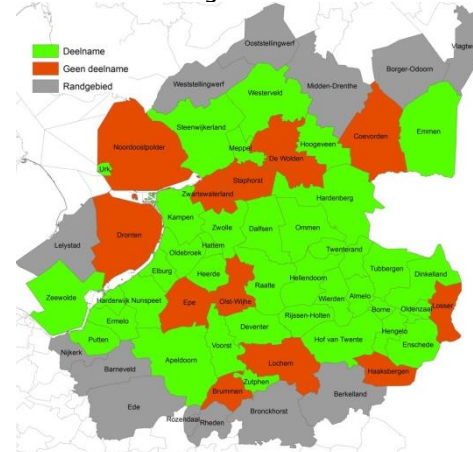 Deelname
Geen deelname
Randgebied
Ooststellingwerf
Vlagtwe
Weststellingwerf
Midden-Drenthe
Borger-Odoorn
Westerveld
Steenwijkerland
Noordoostpolder
Meppel
De Wolden
Hoogeveen
Coevorden
Emmen
Urk
Staphorst
Zwartewaterland
Hardenberg
Kampen
Zwolle
Dalfsen
Ommen
Dronten
Lelystad
Oldebroek
Hattem
Twenterand
Elburg
Heerde
Hellendoorn
Tubbergen
Dinkelland
Zeewolde
Harderwijk
Nunspeet
Epe
Olst-Wijhe
Raalte
Wierden
Almelo
Borne
Oldenzaal
Losser
Ermelo
Deventer
Rijssen-Holten
Hengelo
Putten
Voorst
Hof van Twente
Enschede
Nijkerk
Barneveld
Apeldoorn
Lochem
Haaksbergen
Zutphen
Brummen
Berkelland
Ede
Rozendaal
Rheden
Bronckhorst